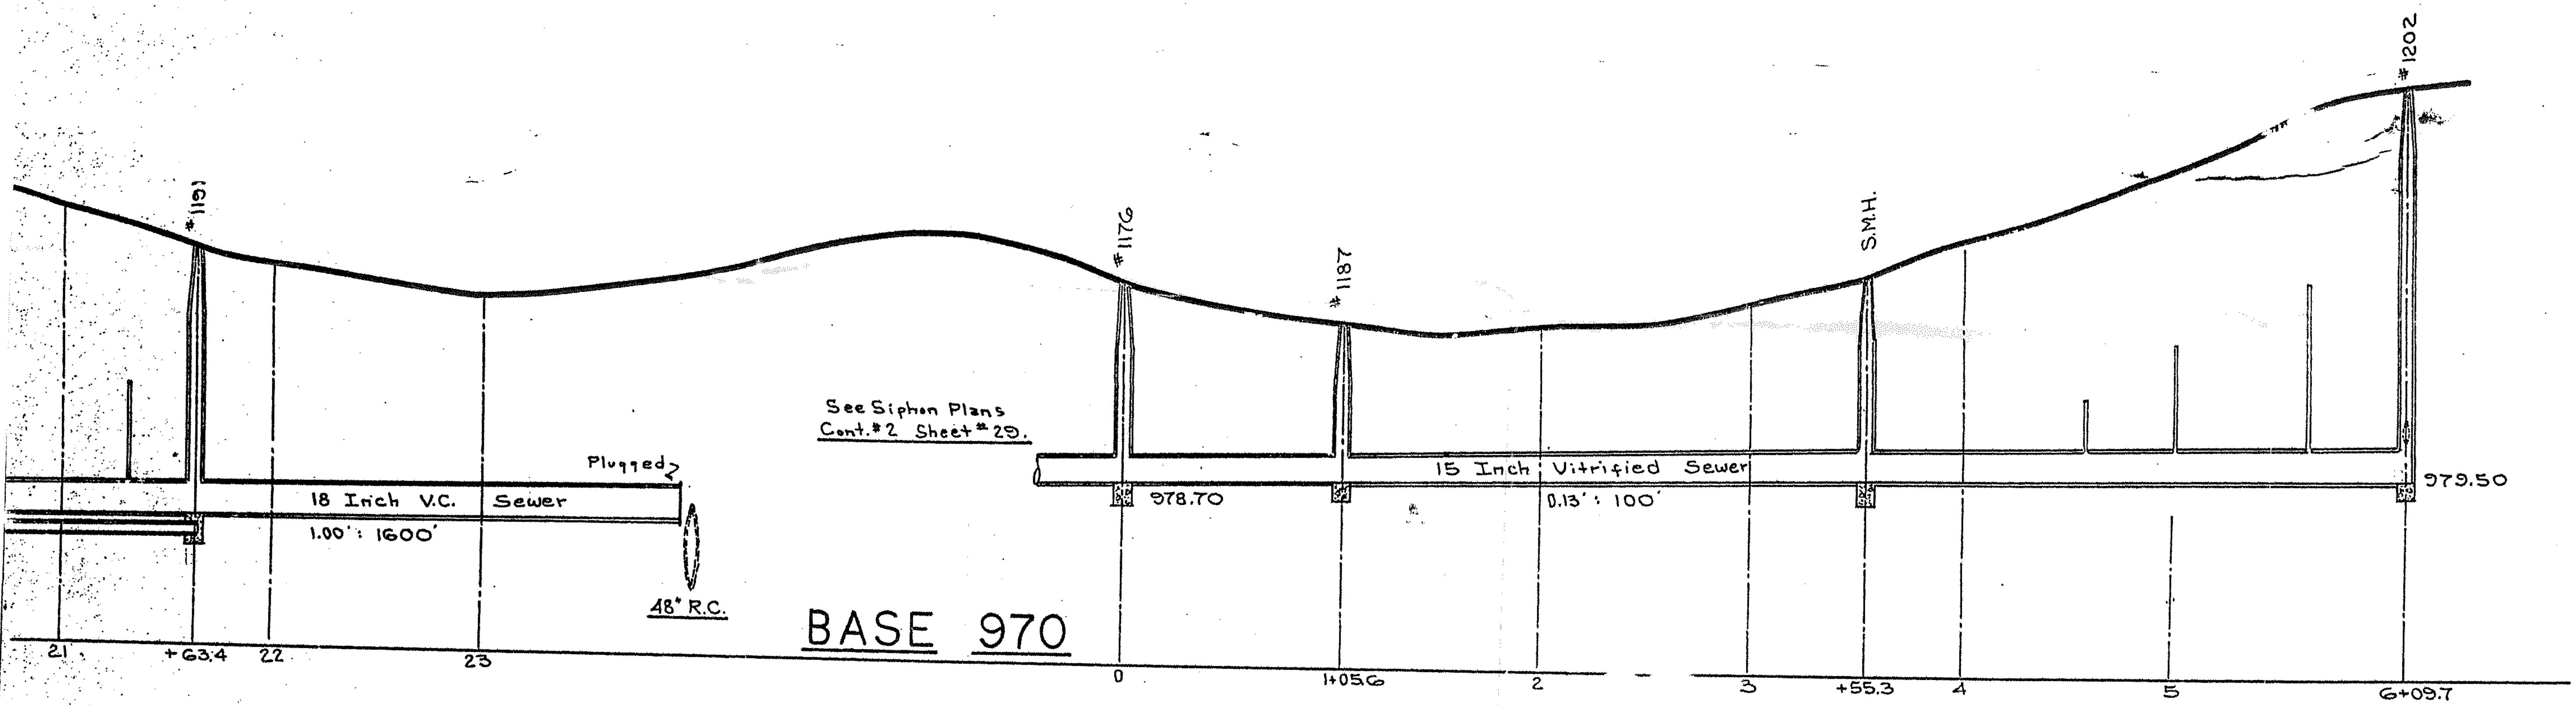 #1191
#1176
#1187
S.M.H.
#1202
See Siphon Plans
Cont.#2 Sheet #29.
Plugged
18 Inch V.C. Sewer
1.00' : 1600'
48" R.C.
978.70
15 Inch Vitrified Sewer
0.13' : 100'
979.50
BASE 970
21
+63.4
22
23
0
1+05.6
2
3
+55.3
4
5
6+09.7